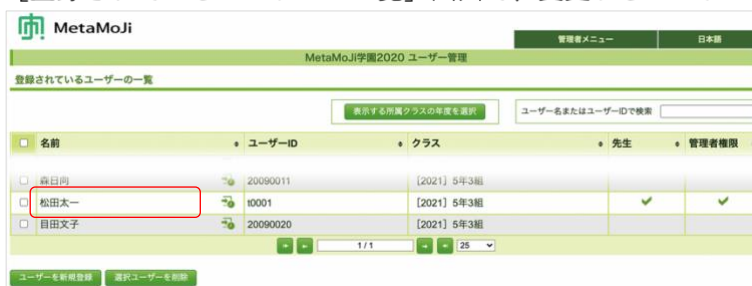 MetaMoJi
管理者メニュー
日本語
MetaMoJi学園2020 ユーザー管理
登録されているユーザーの一覧
表示する所属クラスの年度を選択
ユーザー名またはユーザーIDで検索
名前 ユーザーID クラス 先生 管理者権限
森日向 20090011 [2021] 5年3組
松田太一 t0001 [2021] 5年3組
目田文子 20090020 [2021] 5年3組
1/1 25
ユーザーを新規登録 選択ユーザーを削除